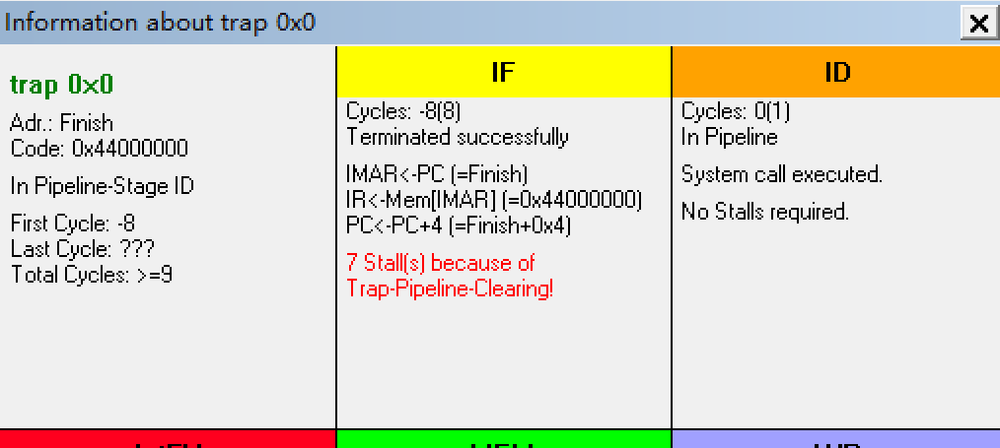 Information about trap 0x0
trap 0x0
Adr.: Finish
Code: 0x44000000
In Pipeline-Stage ID
First Cycle: -8
Last Cycle: ???
Total Cycles: >=9
IF
Cycles: -8(8)
Terminated successfully
IMAR<-PC (=Finish)
IR<-Mem[IMAR] (=0x44000000)
PC<-PC+4 (=Finish+0x4)
7 Stall(s) because of
Trap-Pipeline-Clearing!
ID
Cycles: 0(1)
In Pipeline
System call executed.
No Stalls required.